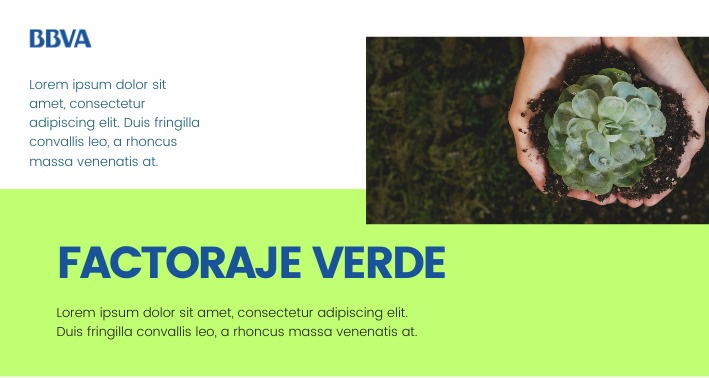 BBVA
Lorem ipsum dolor sit
amet, consectetur
adipiscing elit. Duis fringilla
convallis leo, a rhoncus
massa venenatis at.
FACTORAJE VERDE
Lorem ipsum dolor sit amet, consectetur adipiscing elit.
Duis fringilla convallis leo, a rhoncus massa venenatis at.